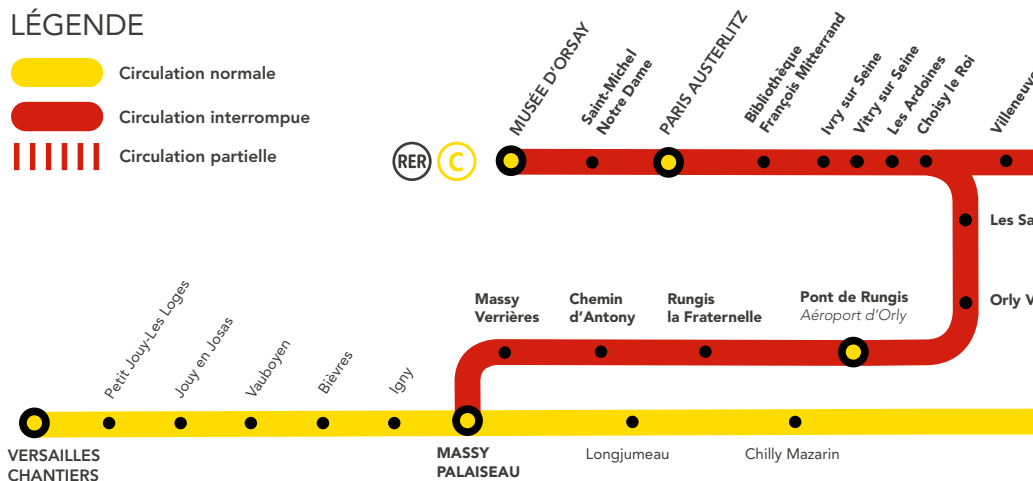 LÉGENDE
Circulation normale
Circulation interrompue
Circulation partielle
RER C
MUSÉE D'ORSAY
Saint-Michel
Notre Dame
PARIS AUSTERLITZ
Bibliothèque
François Mitterrand
Ivry sur Seine
Vitry sur Seine
Les Ardoines
Choisy le Roi
Villeneuve
Les Sa
Orly V
Massy
Verrières
Chemin
d'Antony
Rungis
la Fraternelle
Pont de Rungis
Aéroport d'Orly
Petit Jouy-Les Loges
Jouy en Josas
Vauboyen
Bièvres
Igny
VERSAILLES
CHANTIERS
MASSY
PALAISEAU
Longjumeau
Chilly Mazarin